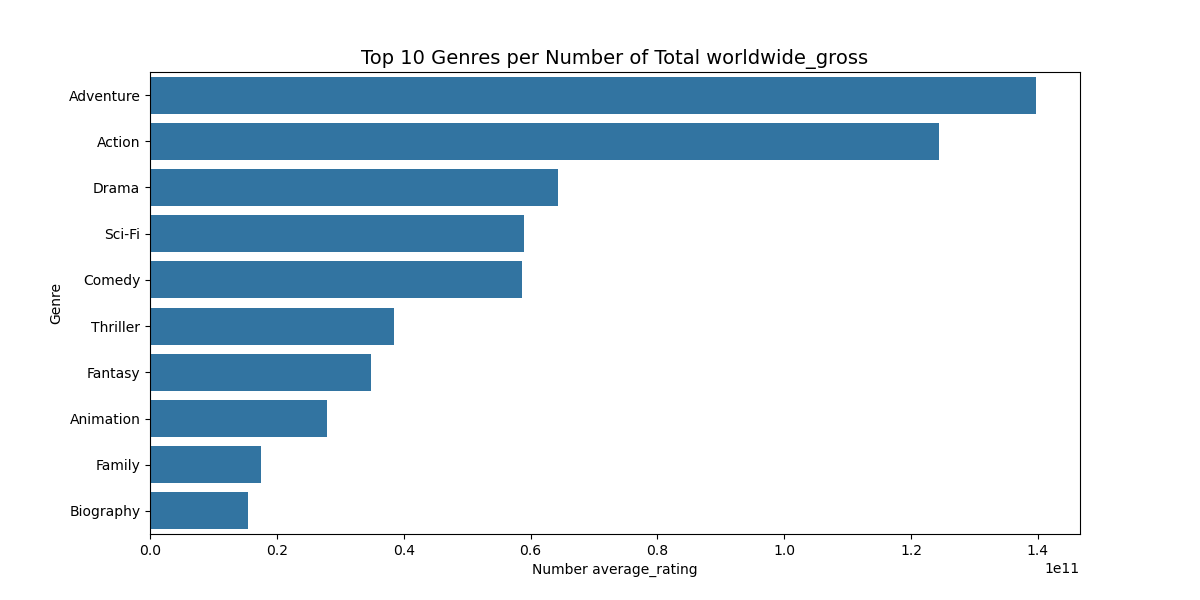 Top 10 Genres per Number of Total worldwide_gross
Adventure
Action
Drama
Sci-Fi
Comedy
Thriller
Fantasy
Animation
Family
Biography
Genre
0.0 0.2 0.4 0.6 0.8 1.0 1.2 1.4
1e11
Number average_rating